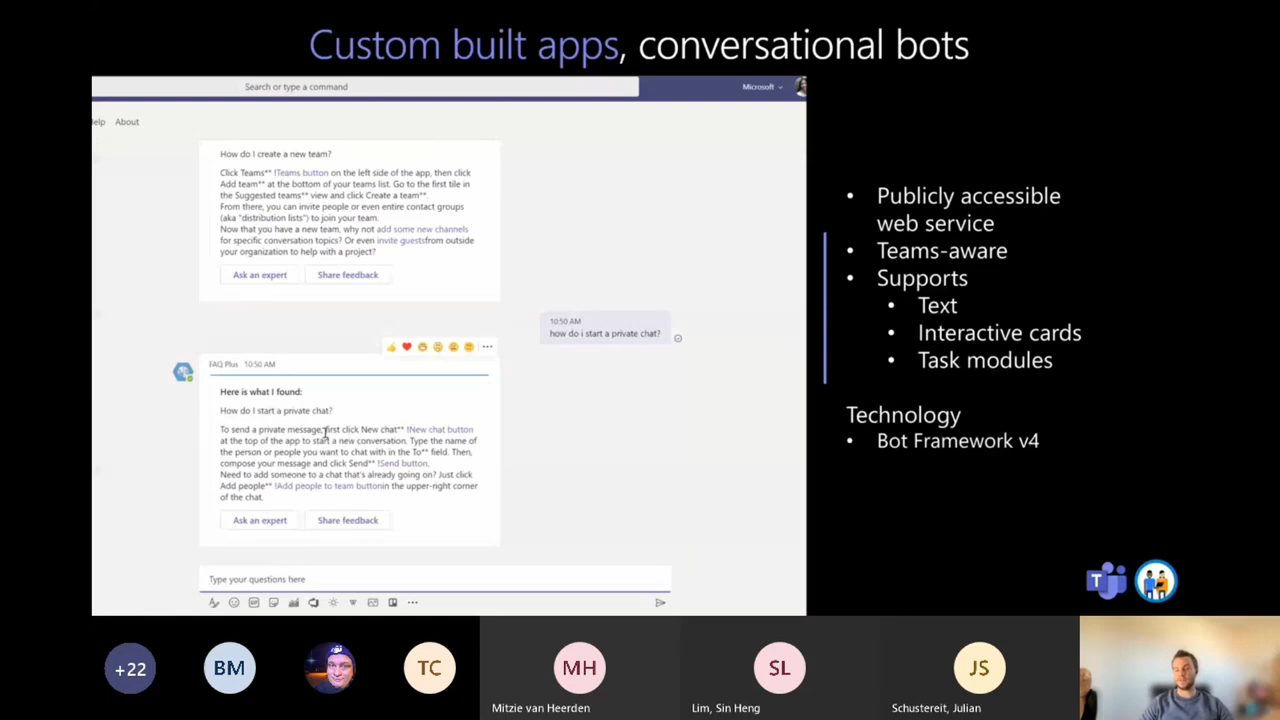 Custom built apps, conversational bots
Search or type a command
Microsoft
Help About
How do I create a new team?
Click Teams** !Teams button on the left side of the app, then click
Add team** at the bottom of your teams list. Go to the first tile in
the Suggested teams** view and click Create a team**.
From there, you can invite people or even entire contact groups
(aka "distribution lists") to join your team.
Now that you have a new team, why not add some new channels
for specific conversation topics? Or even invite guestsfrom outside
your organization to help with a project?
Ask an expert Share feedback
10:50 AM
how do i start a private chat?
FAQ Plus 10:50 AM
Here is what I found:
How do I start a private chat?
To send a private message, first click New chat** !New chat button
at the top of the app to start a new conversation. Type the name of
the person or people you want to chat with in the To** field. Then,
compose your message and click Send** !Send button.
Need to add someone to a chat that's already going on? Just click
Add people** !Add people to team buttonin the upper-right corner
of the chat.
Ask an expert Share feedback
Type your questions here
• Publicly accessible
web service
• Teams-aware
• Supports
• Text
• Interactive cards
• Task modules
Technology
• Bot Framework v4
T
+22
BM
TC
MH
SL
JS
Mitzie van Heerden
Lim, Sin Heng
Schustereit, Julian